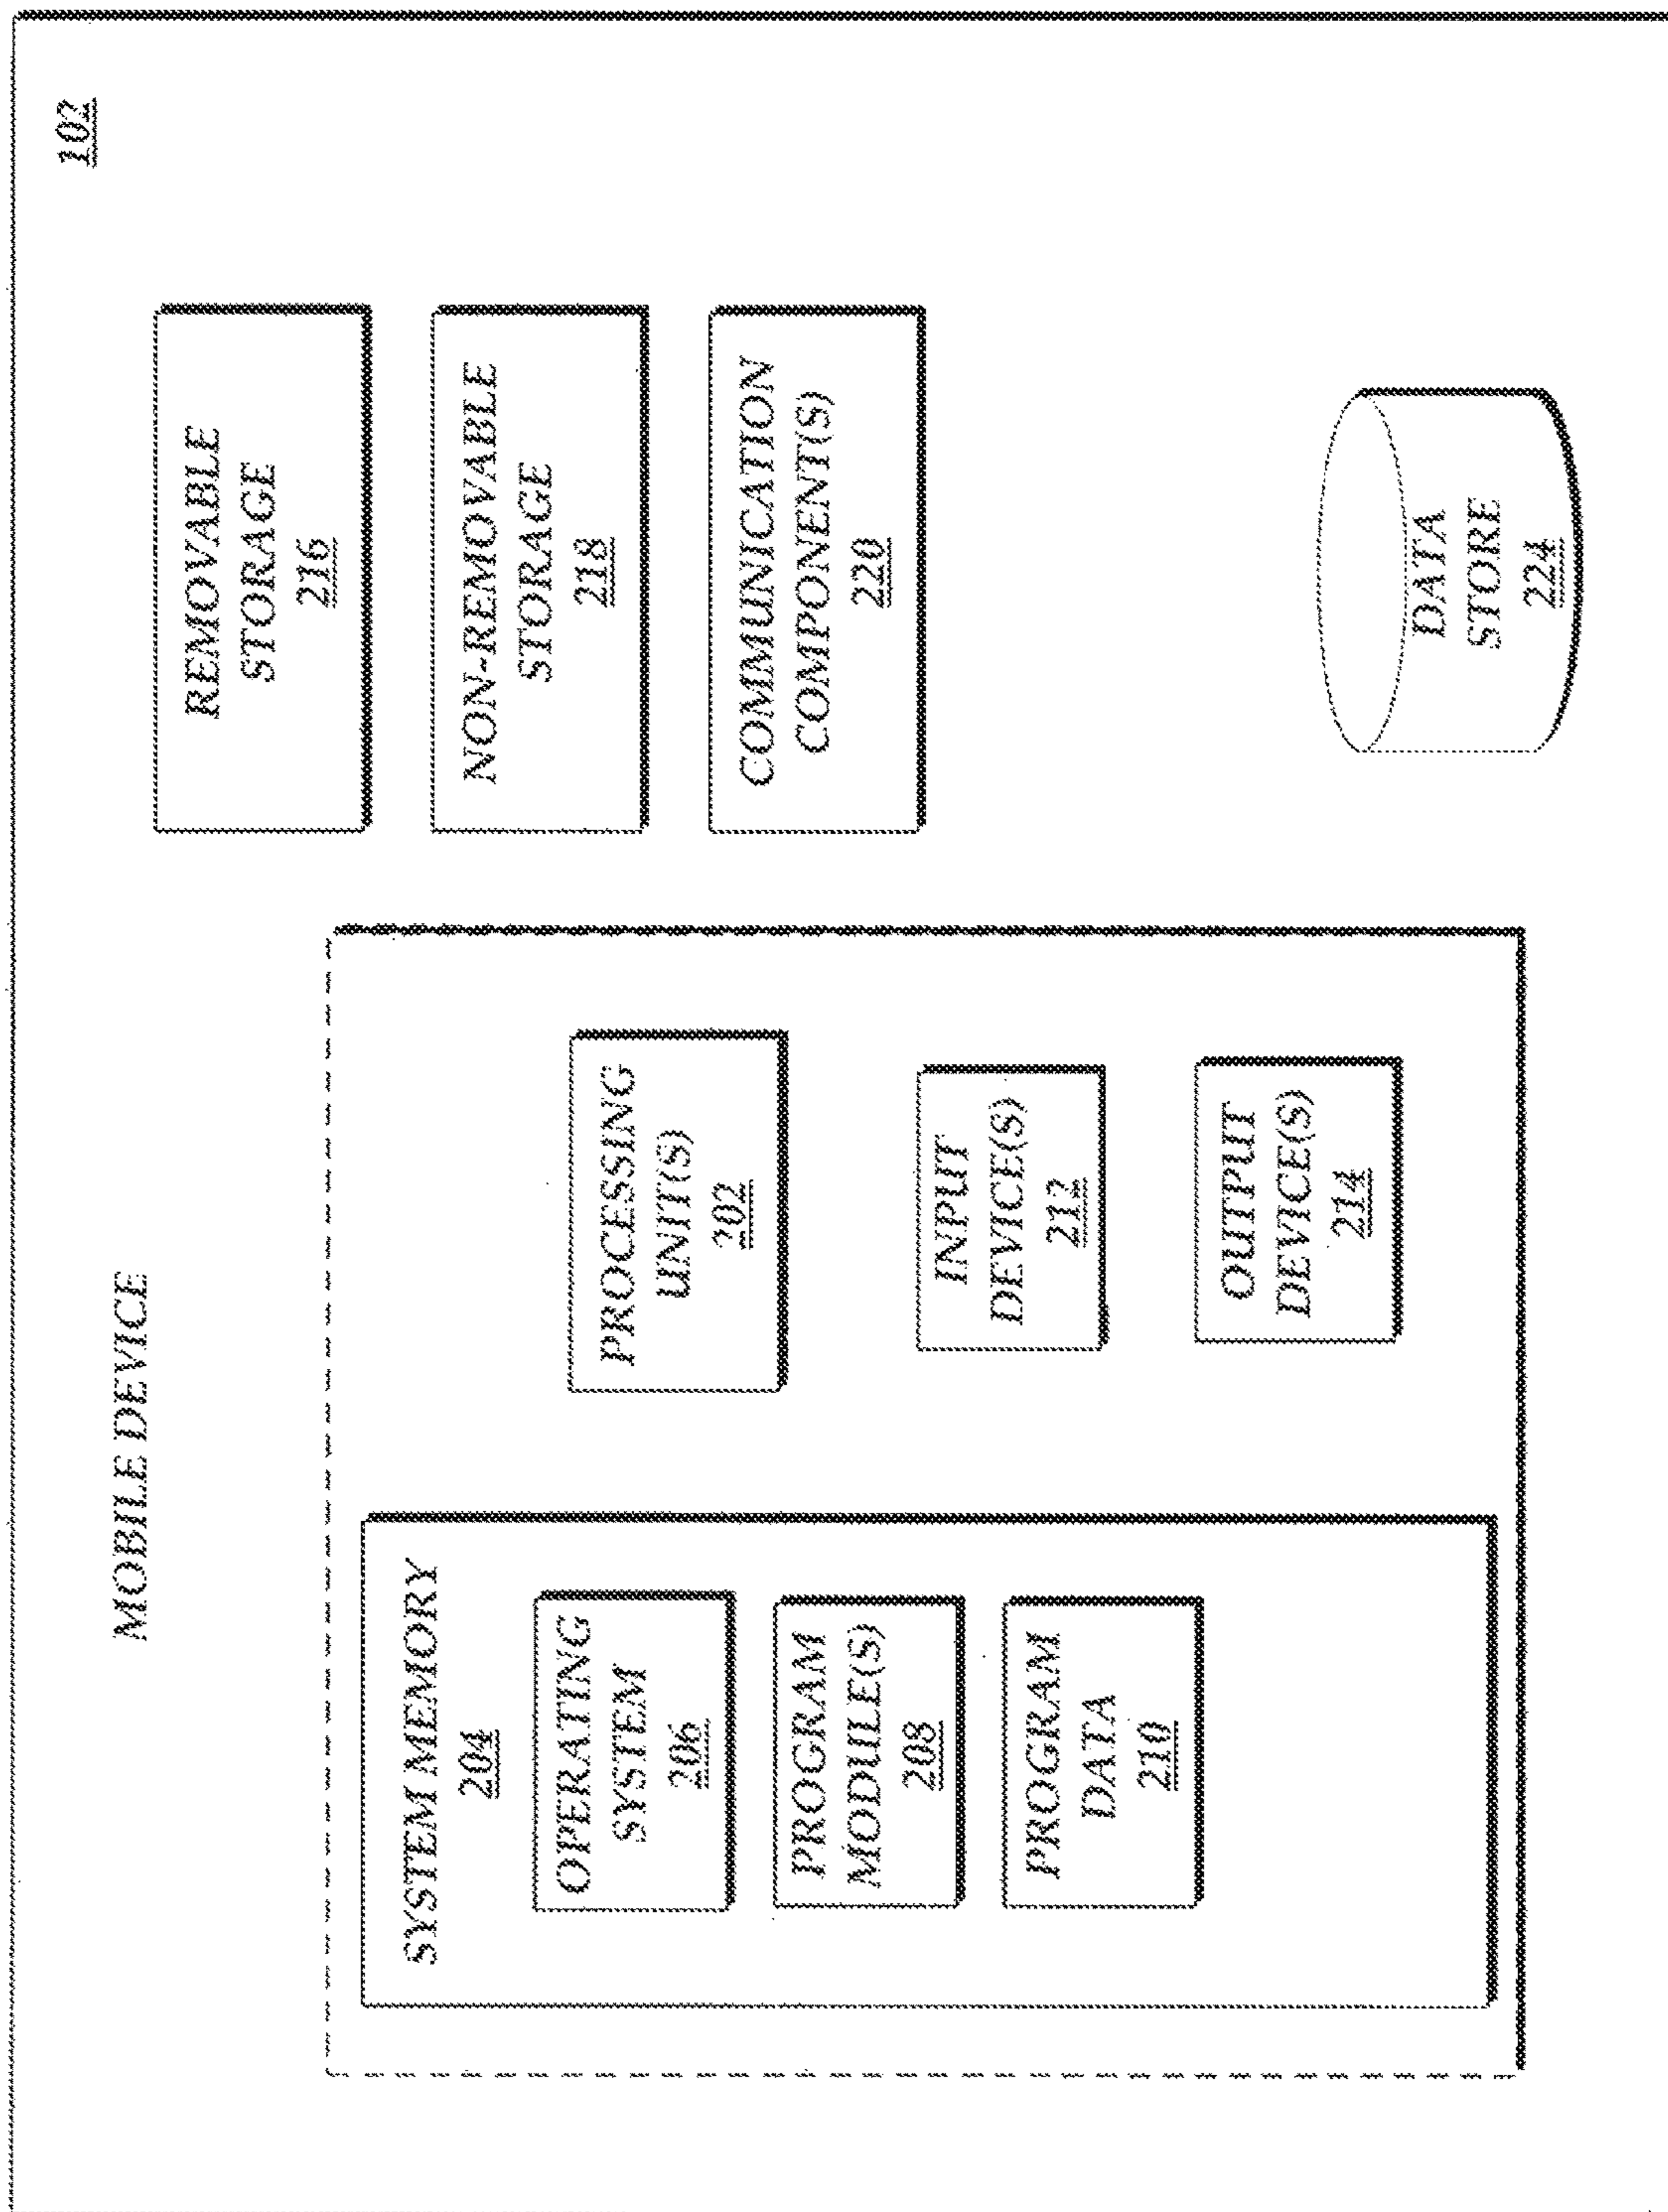 MOBILE DEVICE
102
SYSTEM MEMORY
204
OPERATING
SYSTEM
206
PROGRAM
MODULE(S)
208
PROGRAM
DATA
210
PROCESSING
UNIT(S)
202
INPUT
DEVICE(S)
212
OUTPUT
DEVICE(S)
214
REMOVABLE
STORAGE
216
NON-REMOVABLE
STORAGE
218
COMMUNICATION
COMPONENT(S)
220
DATA
STORE
224